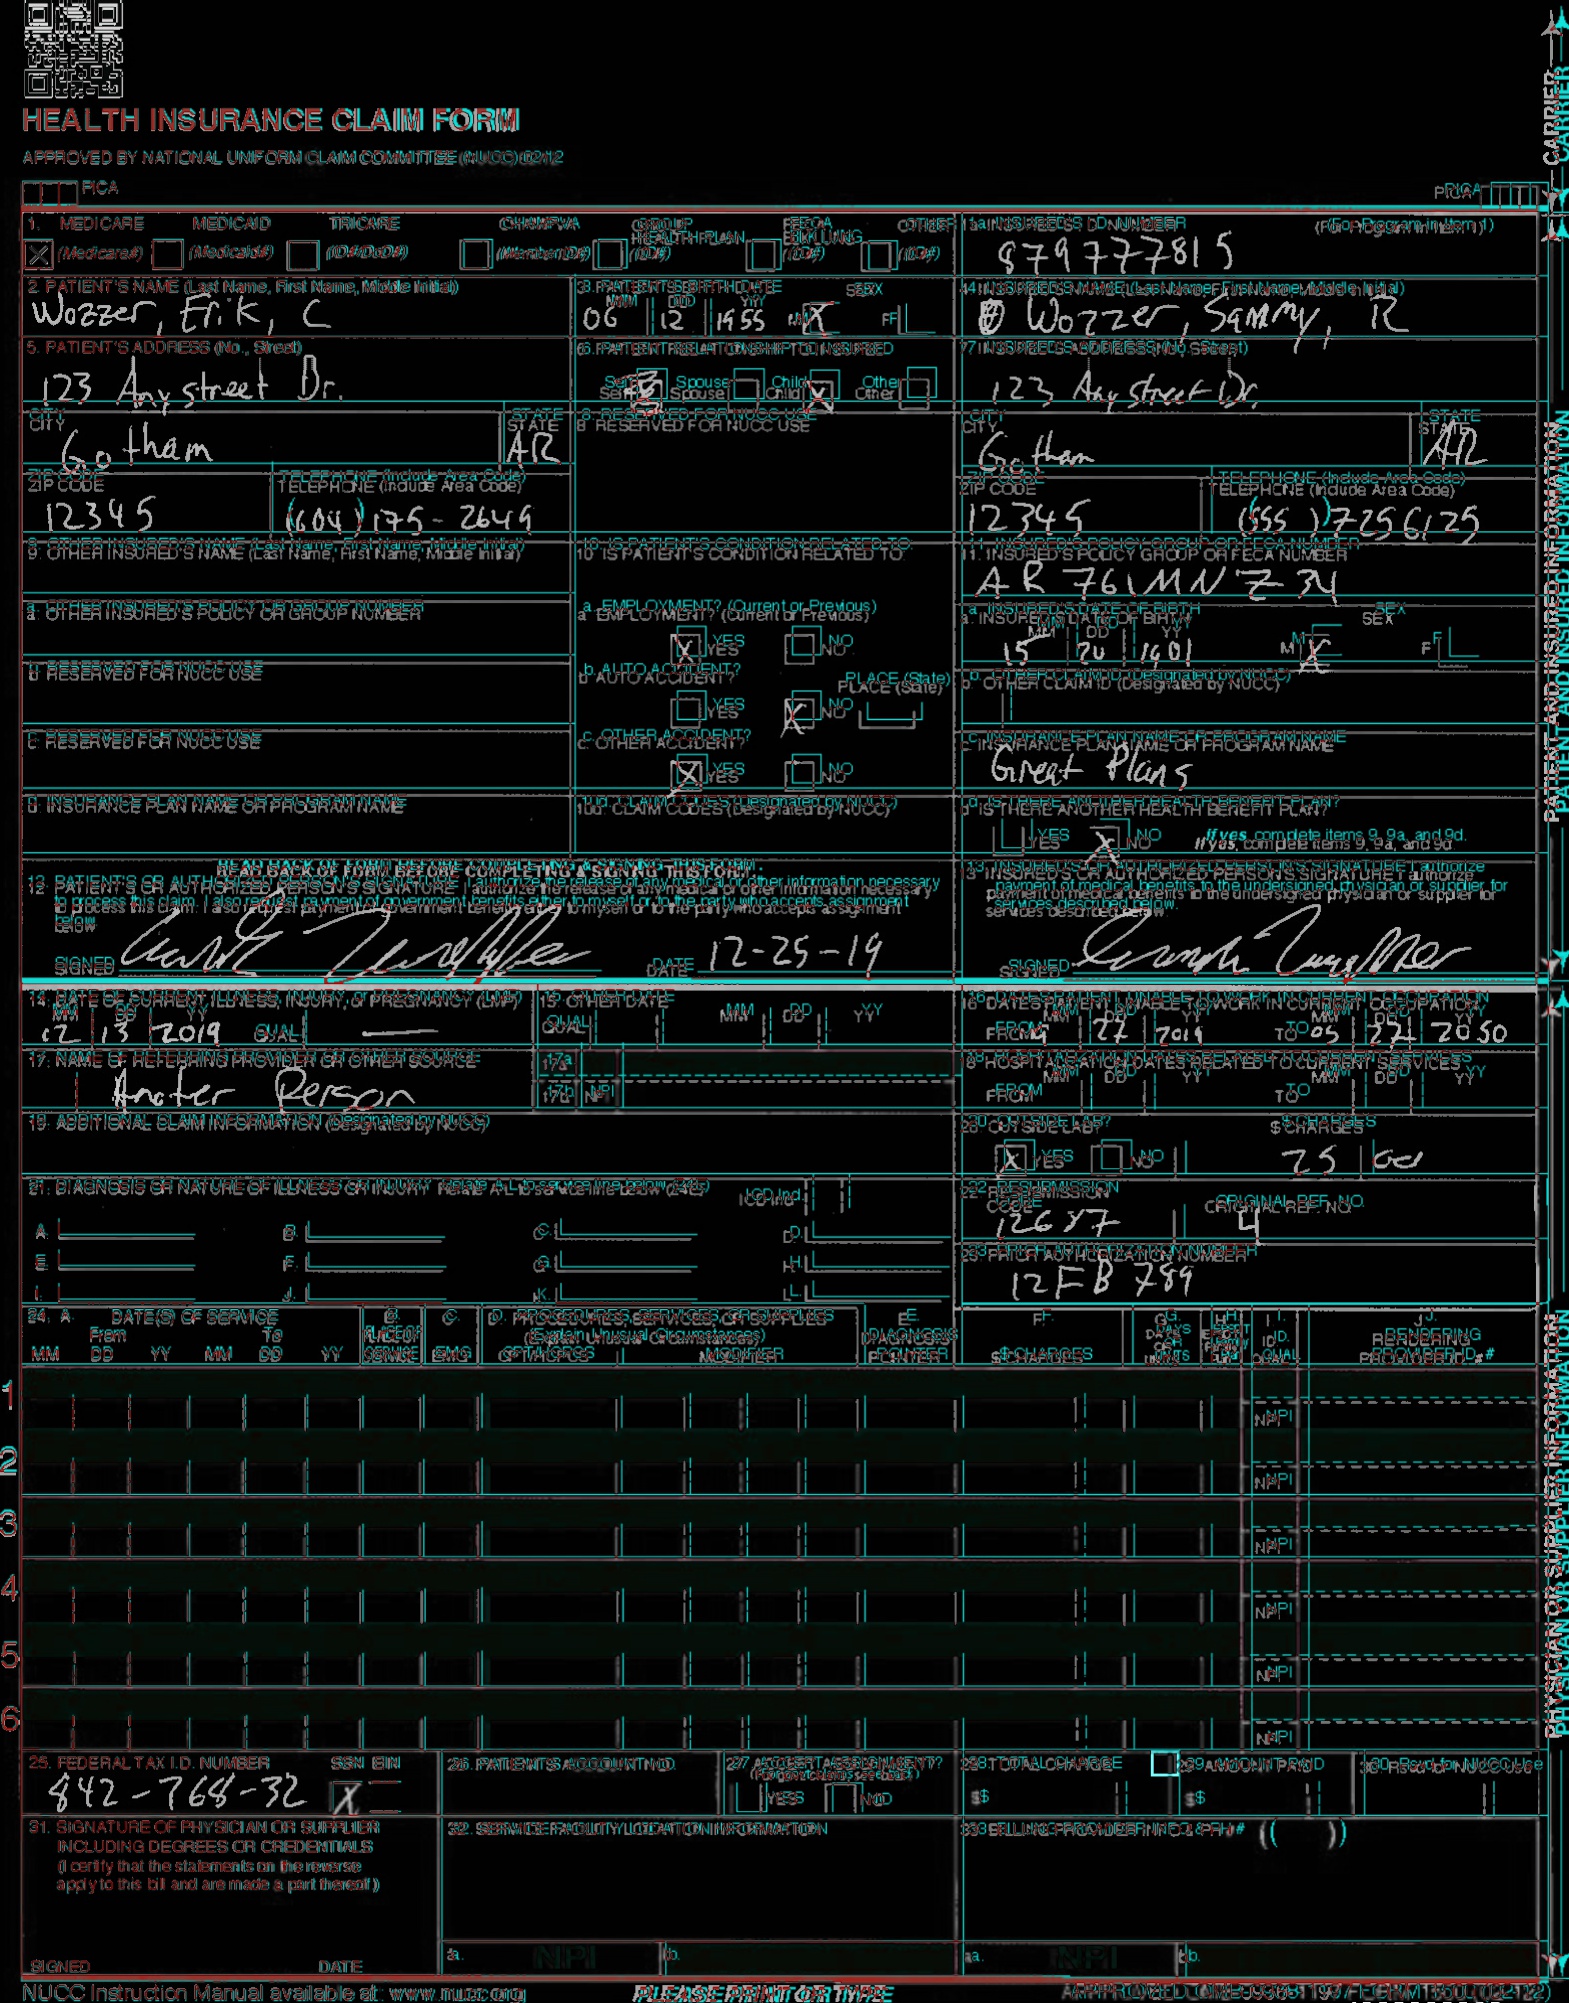 HEALTH INSURANCE CLAIM FORM
APPROVED BY NATIONAL UNIFORM CLAIM COMMITTEE (NUCC) 02/12
PICA
PICA
CARRIER
1. MEDICARE MEDICAID TRICARE CHAMPVA GROUP HEALTH PLAN FECA BLK LUNG OTHER
(Medicare#) (Medicaid#) (ID#/DoD#) (Member ID#) (ID#) (ID#) (ID#)
1a. INSURED'S I.D. NUMBER (For Program in Item 1)
879777815
2. PATIENT'S NAME (Last Name, First Name, Middle Initial)
Wozzer, Erik, C
3. PATIENT'S BIRTH DATE SEX
MM DD YY
06 12 1955 M X F
4. INSURED'S NAME (Last Name, First Name, Middle Initial)
Wozzer, Sammy, R
5. PATIENT'S ADDRESS (No., Street)
123 Any street Dr.
6. PATIENT RELATIONSHIP TO INSURED
Self Spouse Child X Other
7. INSURED'S ADDRESS (No., Street)
123 Any street Dr.
CITY STATE
Gotham AR
8. RESERVED FOR NUCC USE
CITY STATE
Gotham AR
ZIP CODE TELEPHONE (Include Area Code)
12345 (604) 175-2649
ZIP CODE TELEPHONE (Include Area Code)
12345 (555) 7256125
9. OTHER INSURED'S NAME (Last Name, First Name, Middle Initial)
10. IS PATIENT'S CONDITION RELATED TO:
11. INSURED'S POLICY GROUP OR FECA NUMBER
AR 761MNZ 34
a. OTHER INSURED'S POLICY OR GROUP NUMBER
a. EMPLOYMENT? (Current or Previous)
X YES NO
a. INSURED'S DATE OF BIRTH SEX
MM DD YY
15 20 1901 M X F
b. RESERVED FOR NUCC USE
b. AUTO ACCIDENT? PLACE (State)
YES X NO
b. OTHER CLAIM ID (Designated by NUCC)
c. RESERVED FOR NUCC USE
c. OTHER ACCIDENT?
X YES NO
c. INSURANCE PLAN NAME OR PROGRAM NAME
Great Plans
d. INSURANCE PLAN NAME OR PROGRAM NAME
10d. CLAIM CODES (Designated by NUCC)
d. IS THERE ANOTHER HEALTH BENEFIT PLAN?
YES X NO If yes, complete items 9, 9a, and 9d.
READ BACK OF FORM BEFORE COMPLETING & SIGNING THIS FORM.
12. PATIENT'S OR AUTHORIZED PERSON'S SIGNATURE I authorize the release of any medical or other information necessary
to process this claim. I also request payment of government benefits either to myself or to the party who accepts assignment
below.
SIGNED DATE 12-25-19
13. INSURED'S OR AUTHORIZED PERSON'S SIGNATURE I authorize
payment of medical benefits to the undersigned physician or supplier for
services described below.
SIGNED
PATIENT AND INSURED INFORMATION
14. DATE OF CURRENT ILLNESS, INJURY, or PREGNANCY (LMP)
MM DD YY
12 13 2019 QUAL.
15. OTHER DATE
QUAL. MM DD YY
16. DATES PATIENT UNABLE TO WORK IN CURRENT OCCUPATION
MM DD YY MM DD YY
FROM 27 2019 TO 05 27 2050
17. NAME OF REFERRING PROVIDER OR OTHER SOURCE
Anoter Person
17a.
17b. NPI
18. HOSPITALIZATION DATES RELATED TO CURRENT SERVICES
MM DD YY MM DD YY
FROM TO
19. ADDITIONAL CLAIM INFORMATION (Designated by NUCC)
20. OUTSIDE LAB? $ CHARGES
X YES NO 75 00
21. DIAGNOSIS OR NATURE OF ILLNESS OR INJURY Relate A-L to service line below (24E) ICD Ind.
A. B. C. D.
E. F. G. H.
I. J. K. L.
22. RESUBMISSION CODE ORIGINAL REF. NO.
12687 4
23. PRIOR AUTHORIZATION NUMBER
12FB789
24. A. DATE(S) OF SERVICE B. C. D. PROCEDURES, SERVICES, OR SUPPLIES E. F. G. H. I. J.
From To PLACE OF (Explain Unusual Circumstances) DIAGNOSIS DAYS OR ID. RENDERING
MM DD YY MM DD YY SERVICE EMG CPT/HCPCS MODIFIER POINTER $ CHARGES UNITS QUAL. PROVIDER ID. #
1
NPI
2
NPI
3
NPI
4
NPI
5
NPI
6
NPI
PHYSICIAN OR SUPPLIER INFORMATION
25. FEDERAL TAX I.D. NUMBER SSN EIN
842-768-32 X
26. PATIENT'S ACCOUNT NO.
27. ACCEPT ASSIGNMENT?
(For govt. claims, see back)
YES NO
28. TOTAL CHARGE
$
29. AMOUNT PAID
$
30. Rsvd for NUCC Use
31. SIGNATURE OF PHYSICIAN OR SUPPLIER
INCLUDING DEGREES OR CREDENTIALS
(I certify that the statements on the reverse
apply to this bill and are made a part thereof.)
SIGNED DATE
32. SERVICE FACILITY LOCATION INFORMATION
a. NPI b.
33. BILLING PROVIDER INFO & PH # ( )
a. NPI b.
NUCC Instruction Manual available at: www.nucc.org
PLEASE PRINT OR TYPE